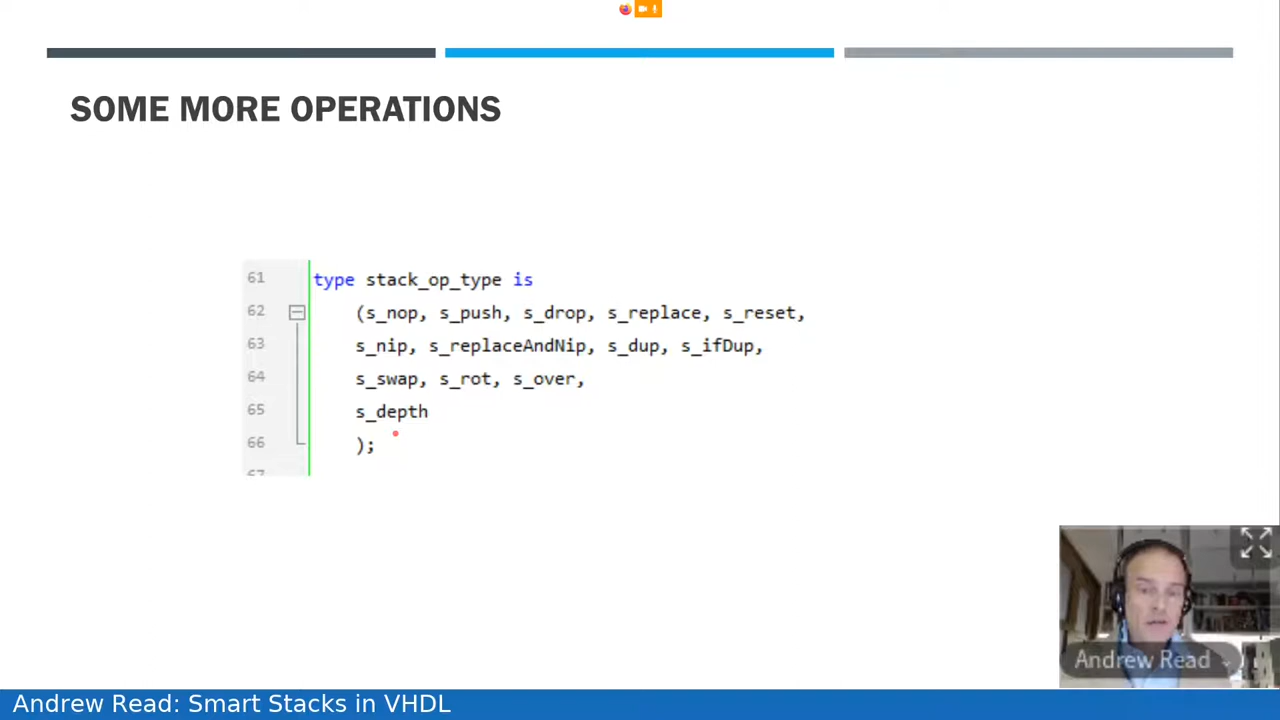 SOME MORE OPERATIONS
61 type stack_op_type is
62 (s_nop, s_push, s_drop, s_replace, s_reset,
63 s_nip, s_replaceAndNip, s_dup, s_ifDup,
64 s_swap, s_rot, s_over,
65 s_depth
66 );
67
Andrew Read
Andrew Read: Smart Stacks in VHDL